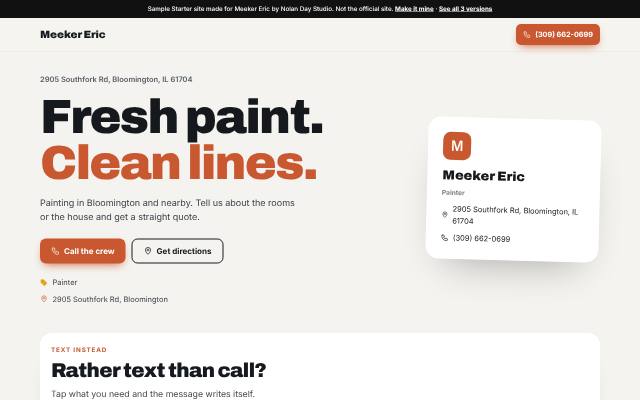 Sample Starter site made for Meeker Eric by Nolan Day Studio. Not the official site. Make it mine · See all 3 versions
Meeker Eric
(309) 662-0699
2905 Southfork Rd, Bloomington, IL 61704
Fresh paint.
Clean lines.
Painting in Bloomington and nearby. Tell us about the rooms
or the house and get a straight quote.
Call the crew
Get directions
Painter
2905 Southfork Rd, Bloomington
M
Meeker Eric
Painter
2905 Southfork Rd, Bloomington, IL
61704
(309) 662-0699
TEXT INSTEAD
Rather text than call?
Tap what you need and the message writes itself.